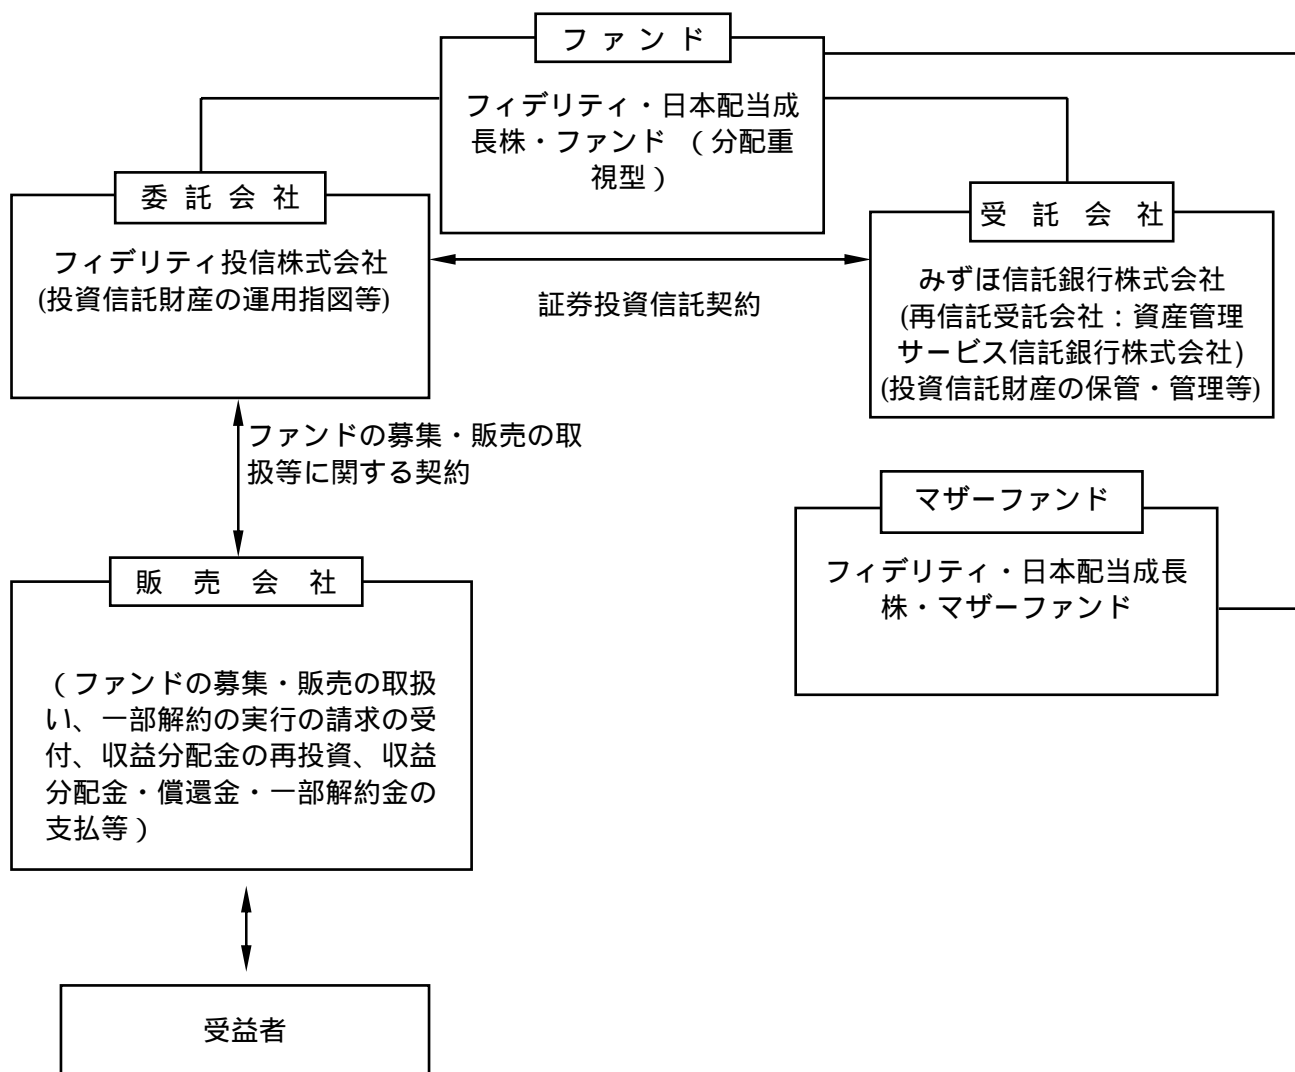 ファンド
フィデリティ・日本配当成
長株・ファンド （分配重
視型）
委託会社
フィデリティ投信株式会社
(投資信託財産の運用指図等)
証券投資信託契約
受託会社
みずほ信託銀行株式会社
(再信託受託会社：資産管理
サービス信託銀行株式会社)
(投資信託財産の保管・管理等)
ファンドの募集・販売の取
扱等に関する契約
マザーファンド
フィデリティ・日本配当成長
株・マザーファンド
販売会社
（ファンドの募集・販売の取扱
い、一部解約の実行の請求の受
付、収益分配金の再投資、収益
分配金・償還金・一部解約金の
支払等）
受益者